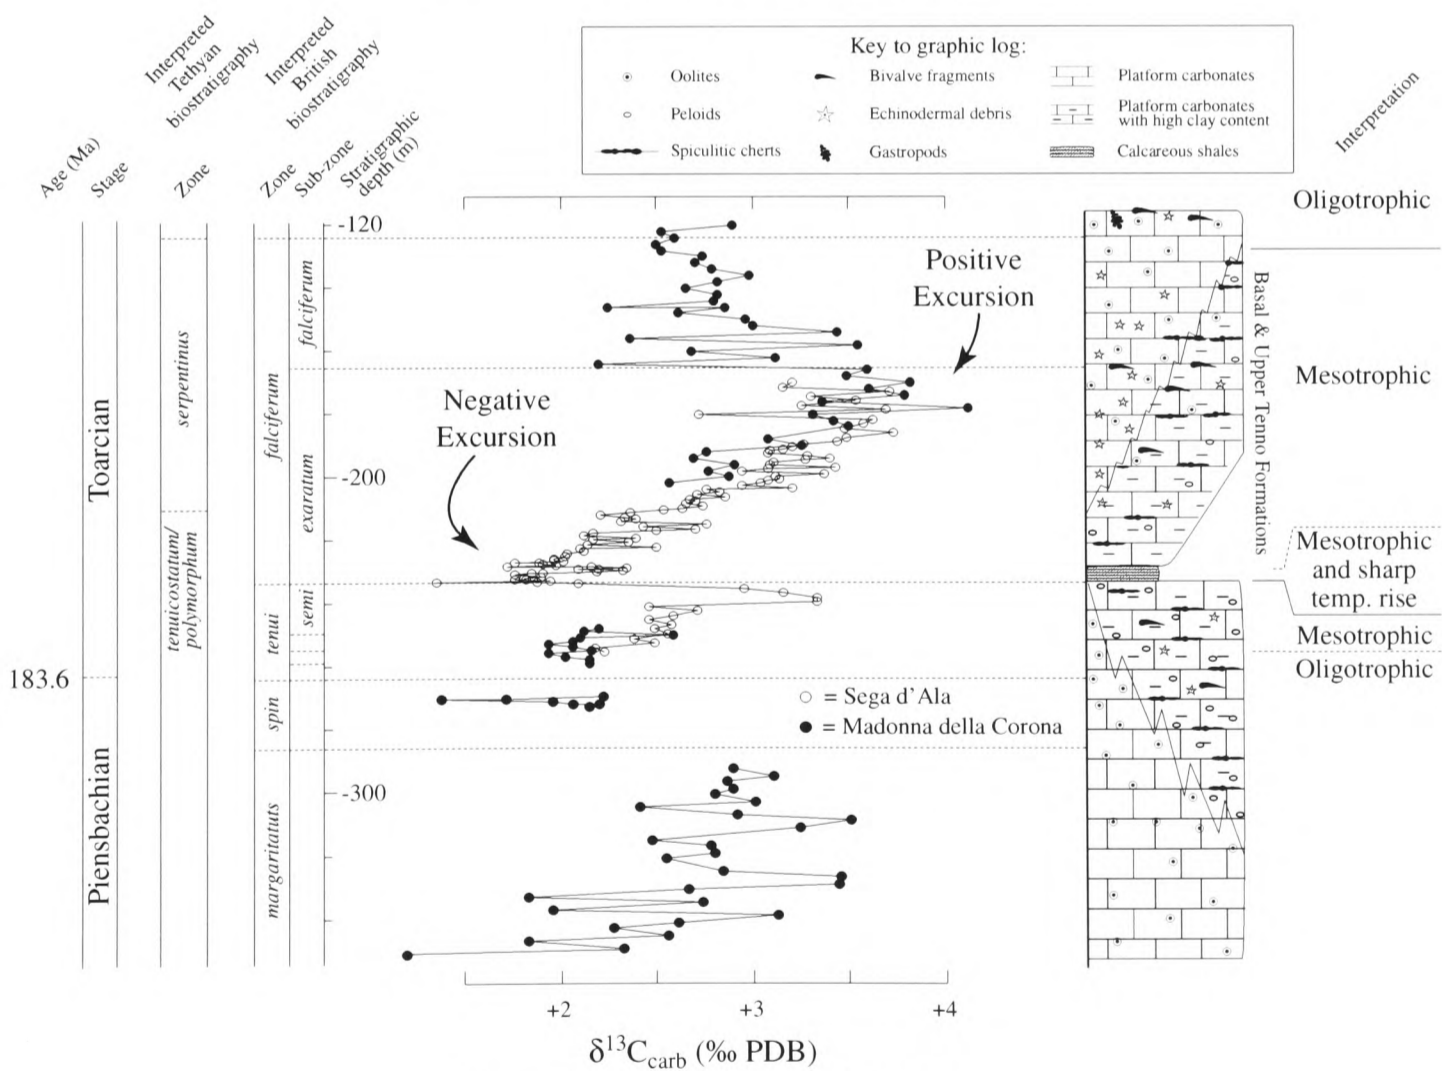 Interpreted
Tethyan
biostratigraphy
Interpreted
British
biostratigraphy
Age (Ma)
Stage
Zone
Zone
Sub-zone
Stratigraphic
depth (m)
Key to graphic log:
Oolites
Bivalve fragments
Platform carbonates
Peloids
Echinodermal debris
Platform carbonates
with high clay content
Spiculitic cherts
Gastropods
Calcareous shales
Interpretation
Oligotrophic
-120
falciferum
Positive
Excursion
serpentinus
Mesotrophic
Negative
Excursion
falciferum
Toarcian
-200
exaratum
Basal & Upper Tenno Formations
tenuicostatum/
polymorphum
Mesotrophic
and sharp
temp. rise
semi
tenui
Mesotrophic
Oligotrophic
183.6
spin
= Sega d'Ala
= Madonna della Corona
Piensbachian
-300
margaritatuts
+2
+3
+4
δ¹³Ccarb (‰ PDB)